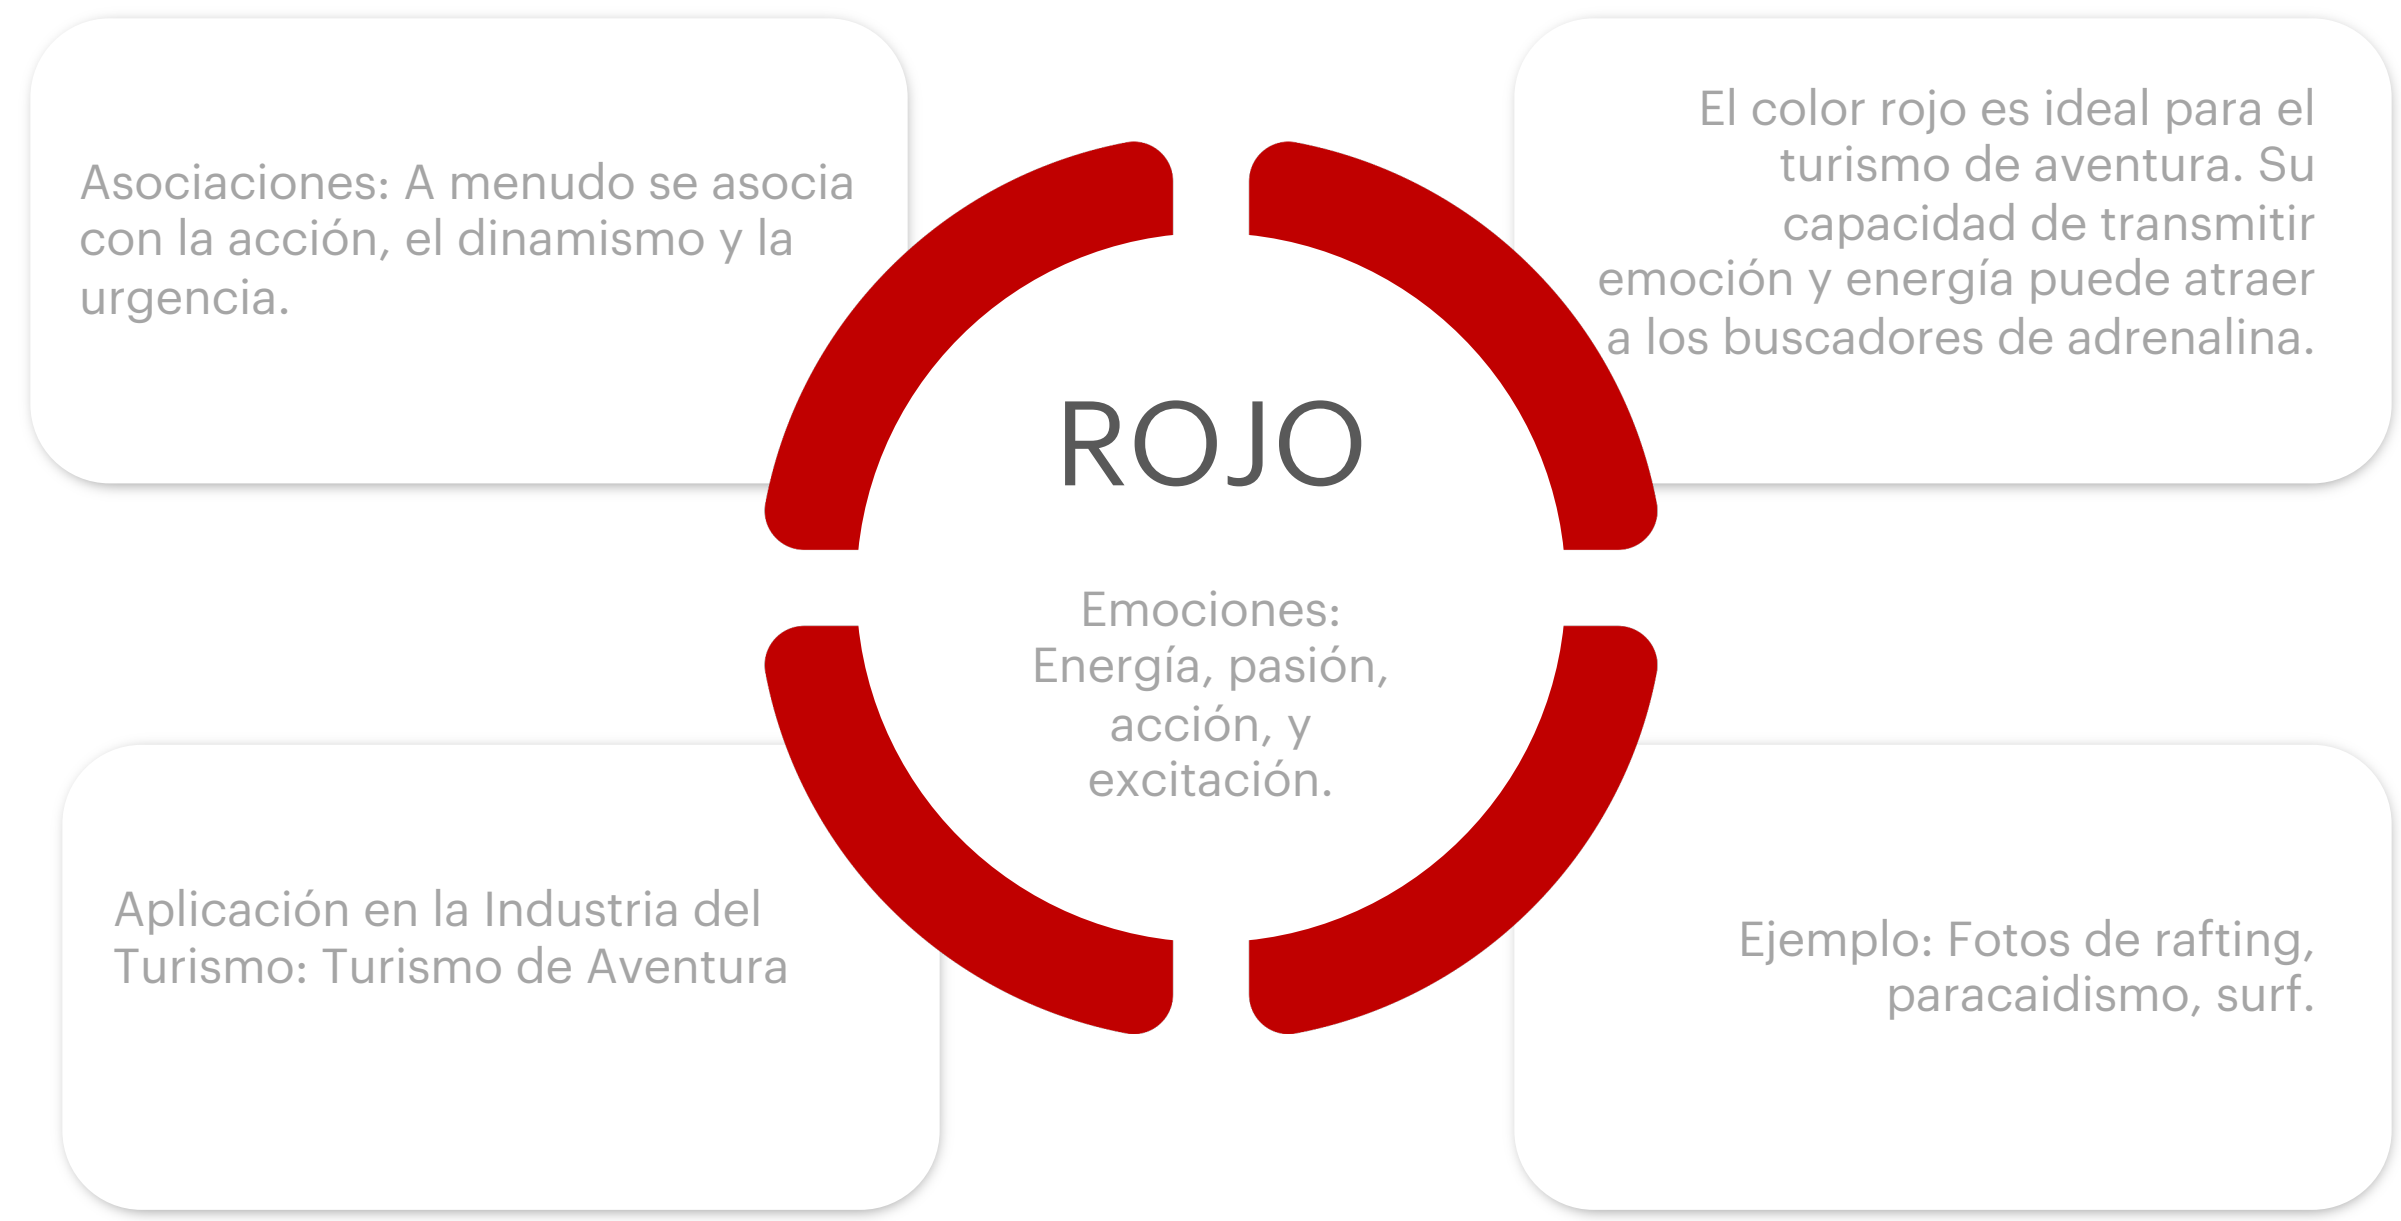 Asociaciones: A menudo se asocia
con la acción, el dinamismo y la
urgencia.
El color rojo es ideal para el
turismo de aventura. Su
capacidad de transmitir
emoción y energía puede atraer
a los buscadores de adrenalina.
ROJO
Emociones:
Energía, pasión,
acción, y
excitación.
Aplicación en la Industria del
Turismo: Turismo de Aventura
Ejemplo: Fotos de rafting,
paracaidismo, surf.